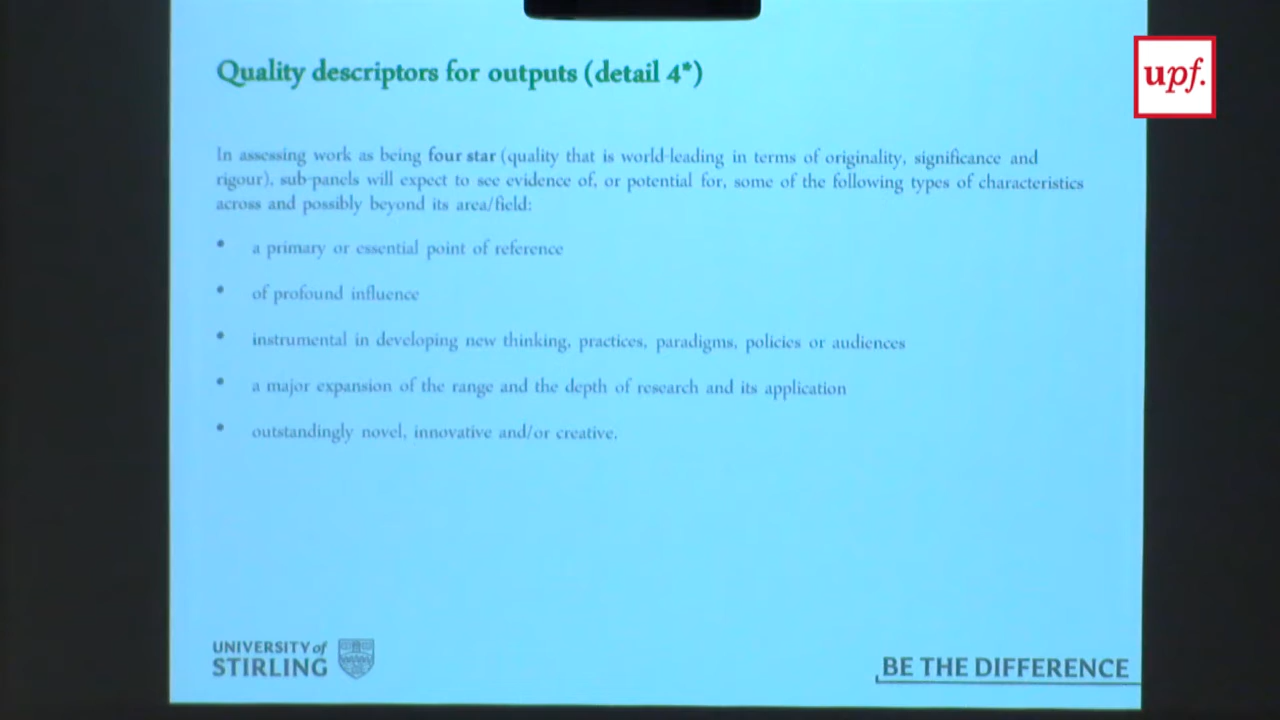 Quality descriptors for outputs (detail 4*)
upf.
In assessing work as being four star (quality that is world-leading in terms of originality, significance and
rigour), sub-panels will expect to see evidence of, or potential for, some of the following types of characteristics
across and possibly beyond its area/field:
• a primary or essential point of reference
• of profound influence
• instrumental in developing new thinking, practices, paradigms, policies or audiences
• a major expansion of the range and the depth of research and its application
• outstandingly novel, innovative and/or creative.
UNIVERSITY of
STIRLING
BE THE DIFFERENCE